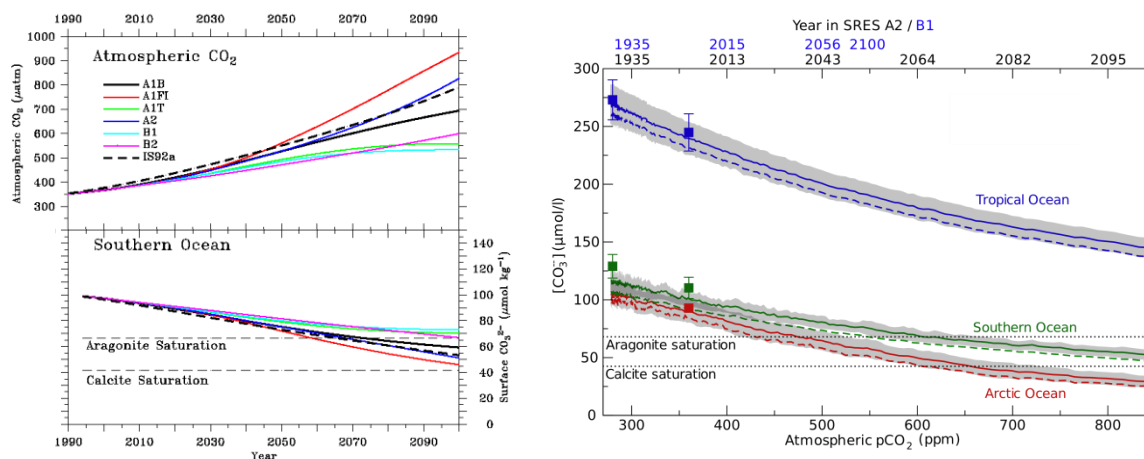 1990 2010 2030 2050 2070 2090
1000
900
800
700
600
500
400
300
Atmospheric CO₂ (µatm)
Atmospheric CO₂
A1B
A1FI
A1T
A2
B1
B2
IS92a
Southern Ocean
Aragonite Saturation
Calcite Saturation
140
120
100
80
60
40
20
0
Surface CO₃²⁻ (µmol kg⁻¹)
1990 2010 2030 2050 2070 2090
Year
Year in SRES A2 / B1
1935 2015 2056 2100
1935 2013 2043 2064 2082 2095
300
250
200
150
100
50
0
[CO₃⁻] (µmol/l)
Tropical Ocean
Southern Ocean
Aragonite saturation
Calcite saturation
Arctic Ocean
300 400 500 600 700 800
Atmospheric pCO₂ (ppm)